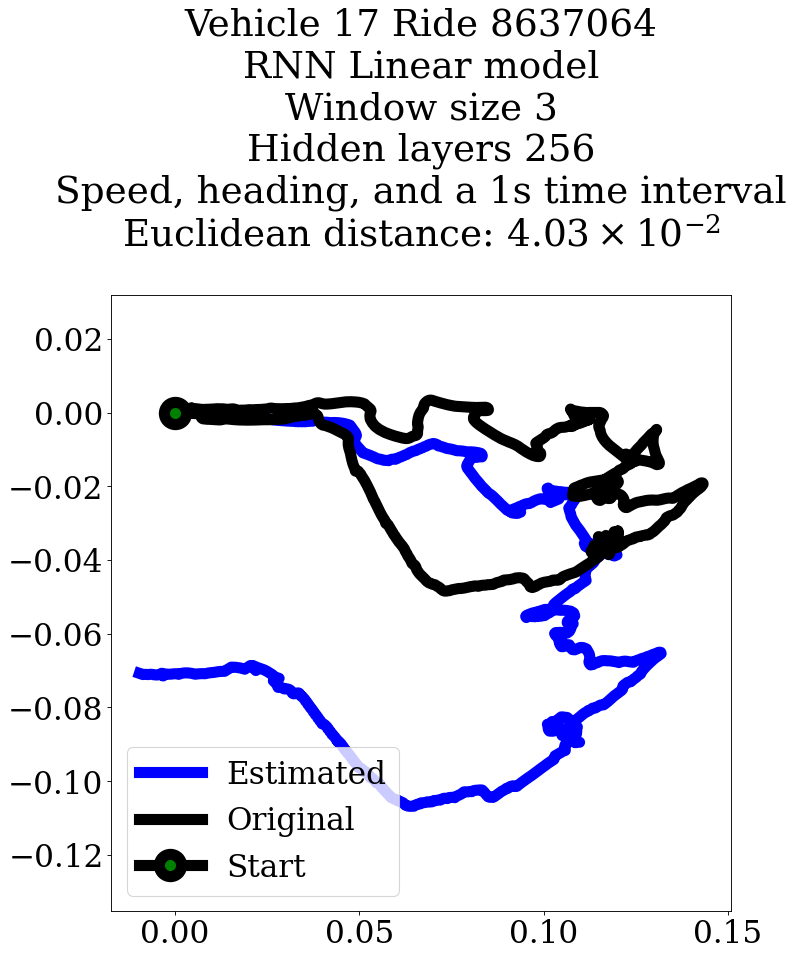 Vehicle 17 Ride 8637064
RNN Linear model
Window size 3
Hidden layers 256
Speed, heading, and a 1s time interval
Euclidean distance: 4.03 × 10⁻²
0.02
0.00
−0.02
−0.04
−0.06
−0.08
−0.10
−0.12
Estimated
Original
Start
0.00 0.05 0.10 0.15